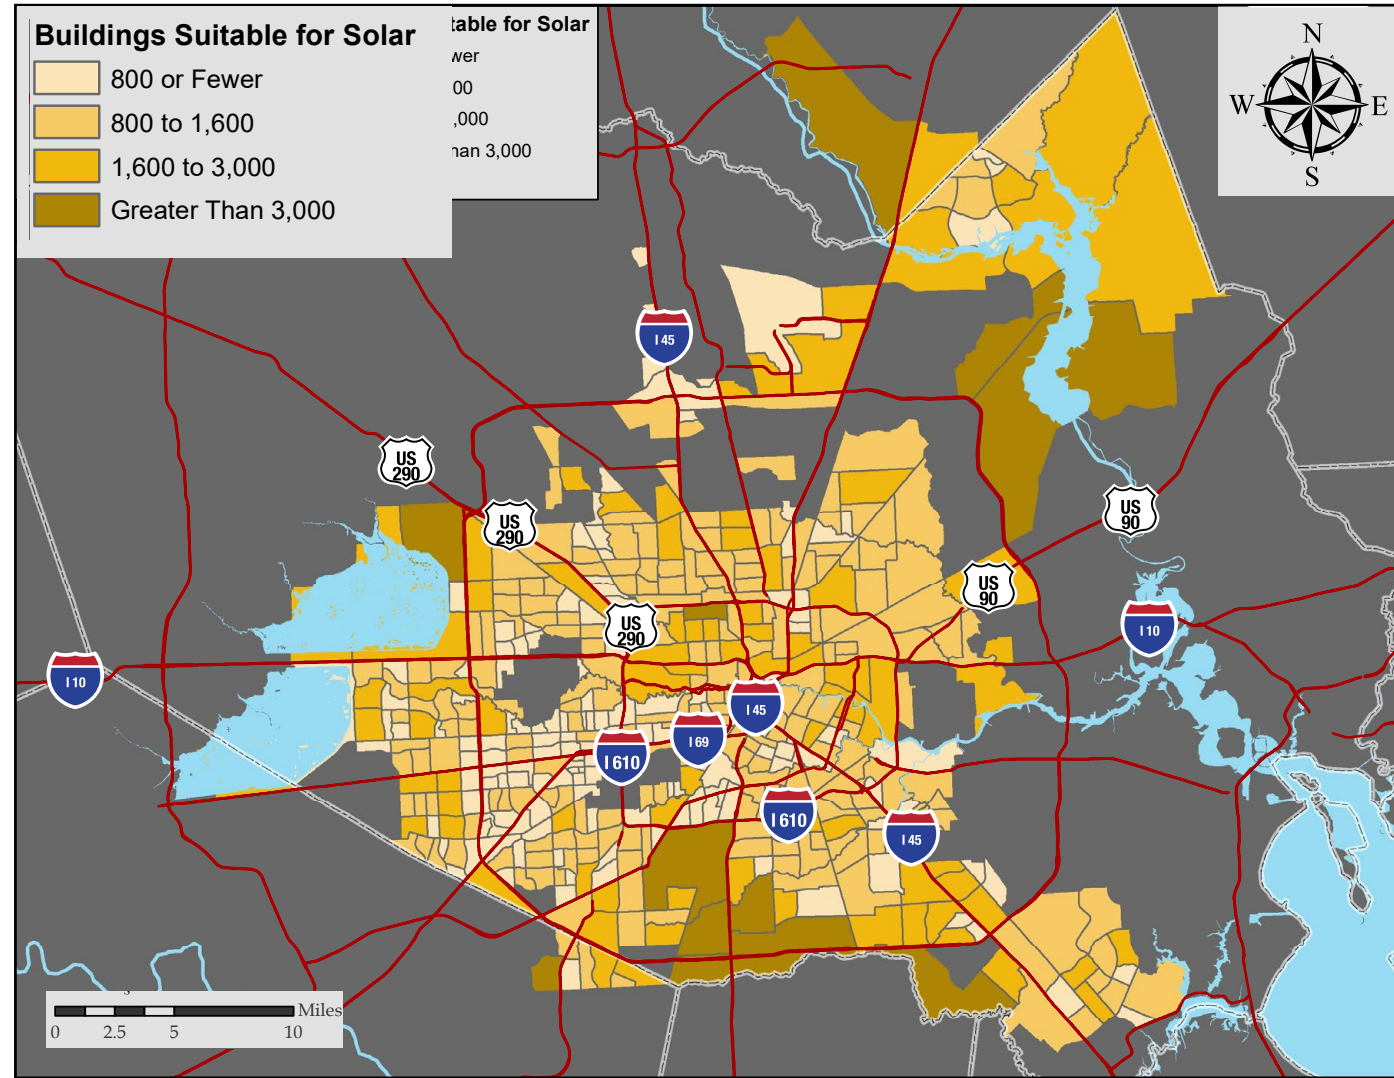 Buildings Suitable for Solar
800 or Fewer
800 to 1,600
1,600 to 3,000
Greater Than 3,000
table for Solar
wer
00
,000
han 3,000
N
W E
S
I 45
US
290
US
290
US
90
US
90
US
290
I 10
I 10
I 45
I 69
I 610
I 610
I 45
Miles
0 2.5 5 10